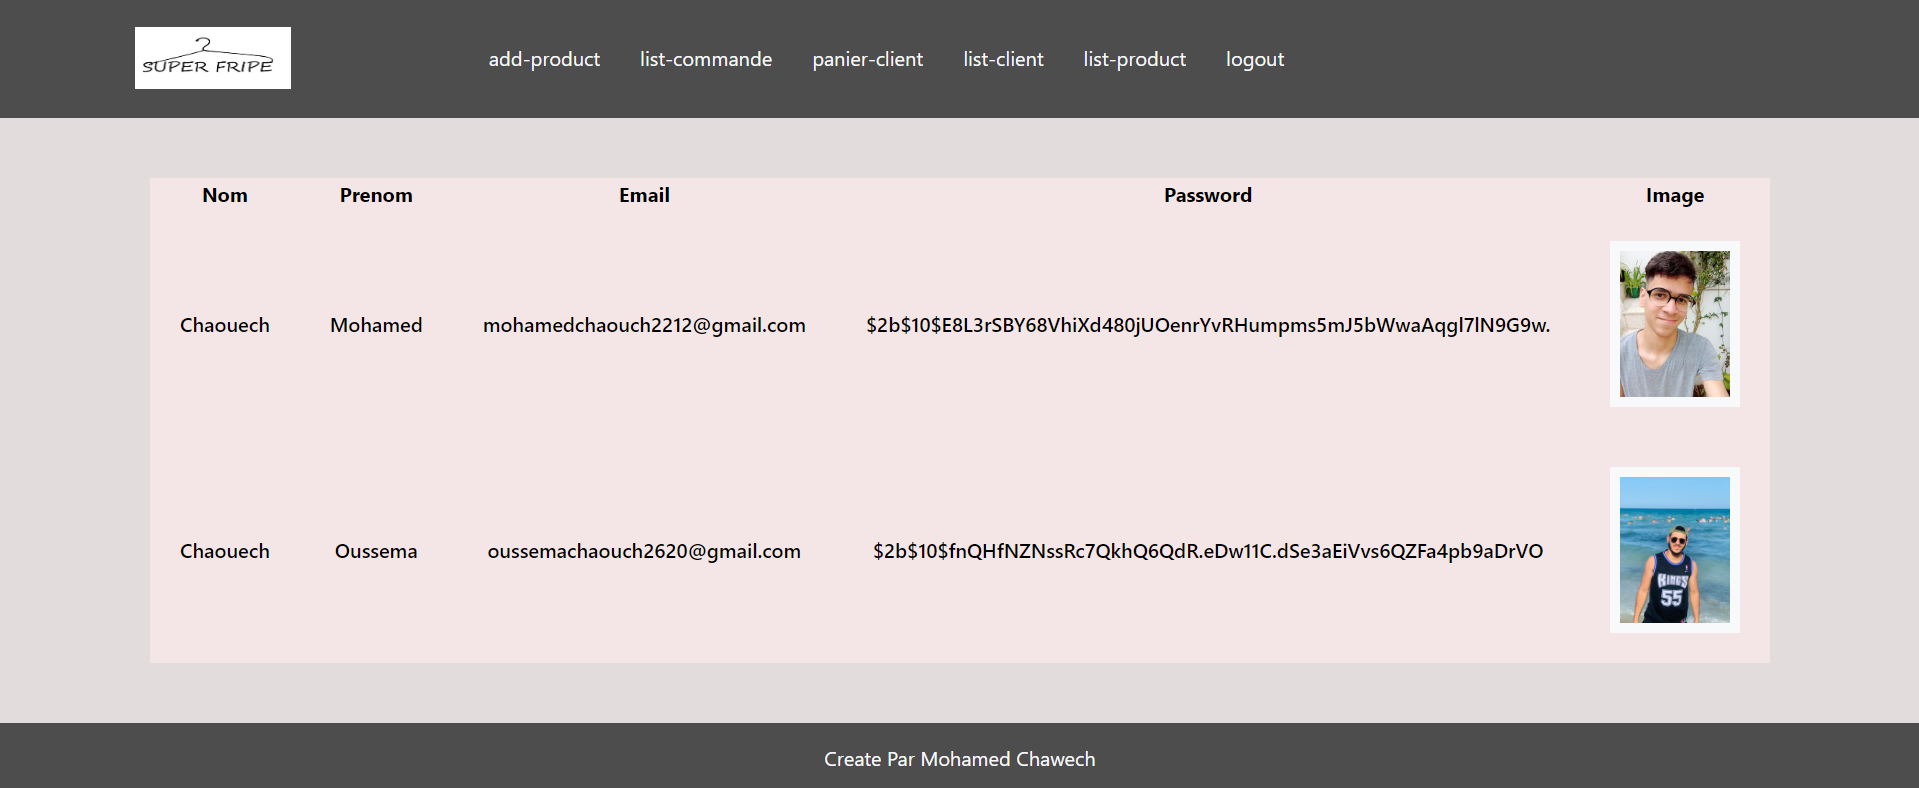 SUPER FRIPE
add-product list-commande panier-client list-client list-product logout
Nom Prenom Email Password Image
Chaouech Mohamed mohamedchaouch2212@gmail.com $2b$10$E8L3rSBY68VhiXd480jUOenrYvRHumpms5mJ5bWwaAqgl7lN9G9w.
Chaouech Oussema oussemachaouch2620@gmail.com $2b$10$fnQHfNZNssRc7QkhQ6QdR.eDw11C.dSe3aEiVvs6QZFa4pb9aDrVO
KINGS
55
Create Par Mohamed Chawech